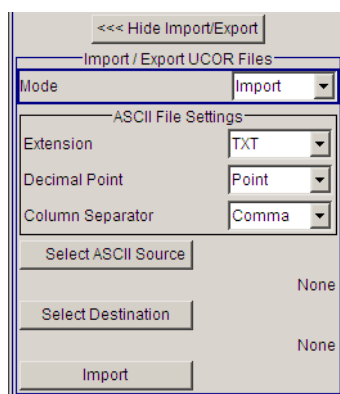 <<< Hide Import/Export
Import / Export UCOR Files
Mode Import
ASCII File Settings
Extension TXT
Decimal Point Point
Column Separator Comma
Select ASCII Source
None
Select Destination
None
Import